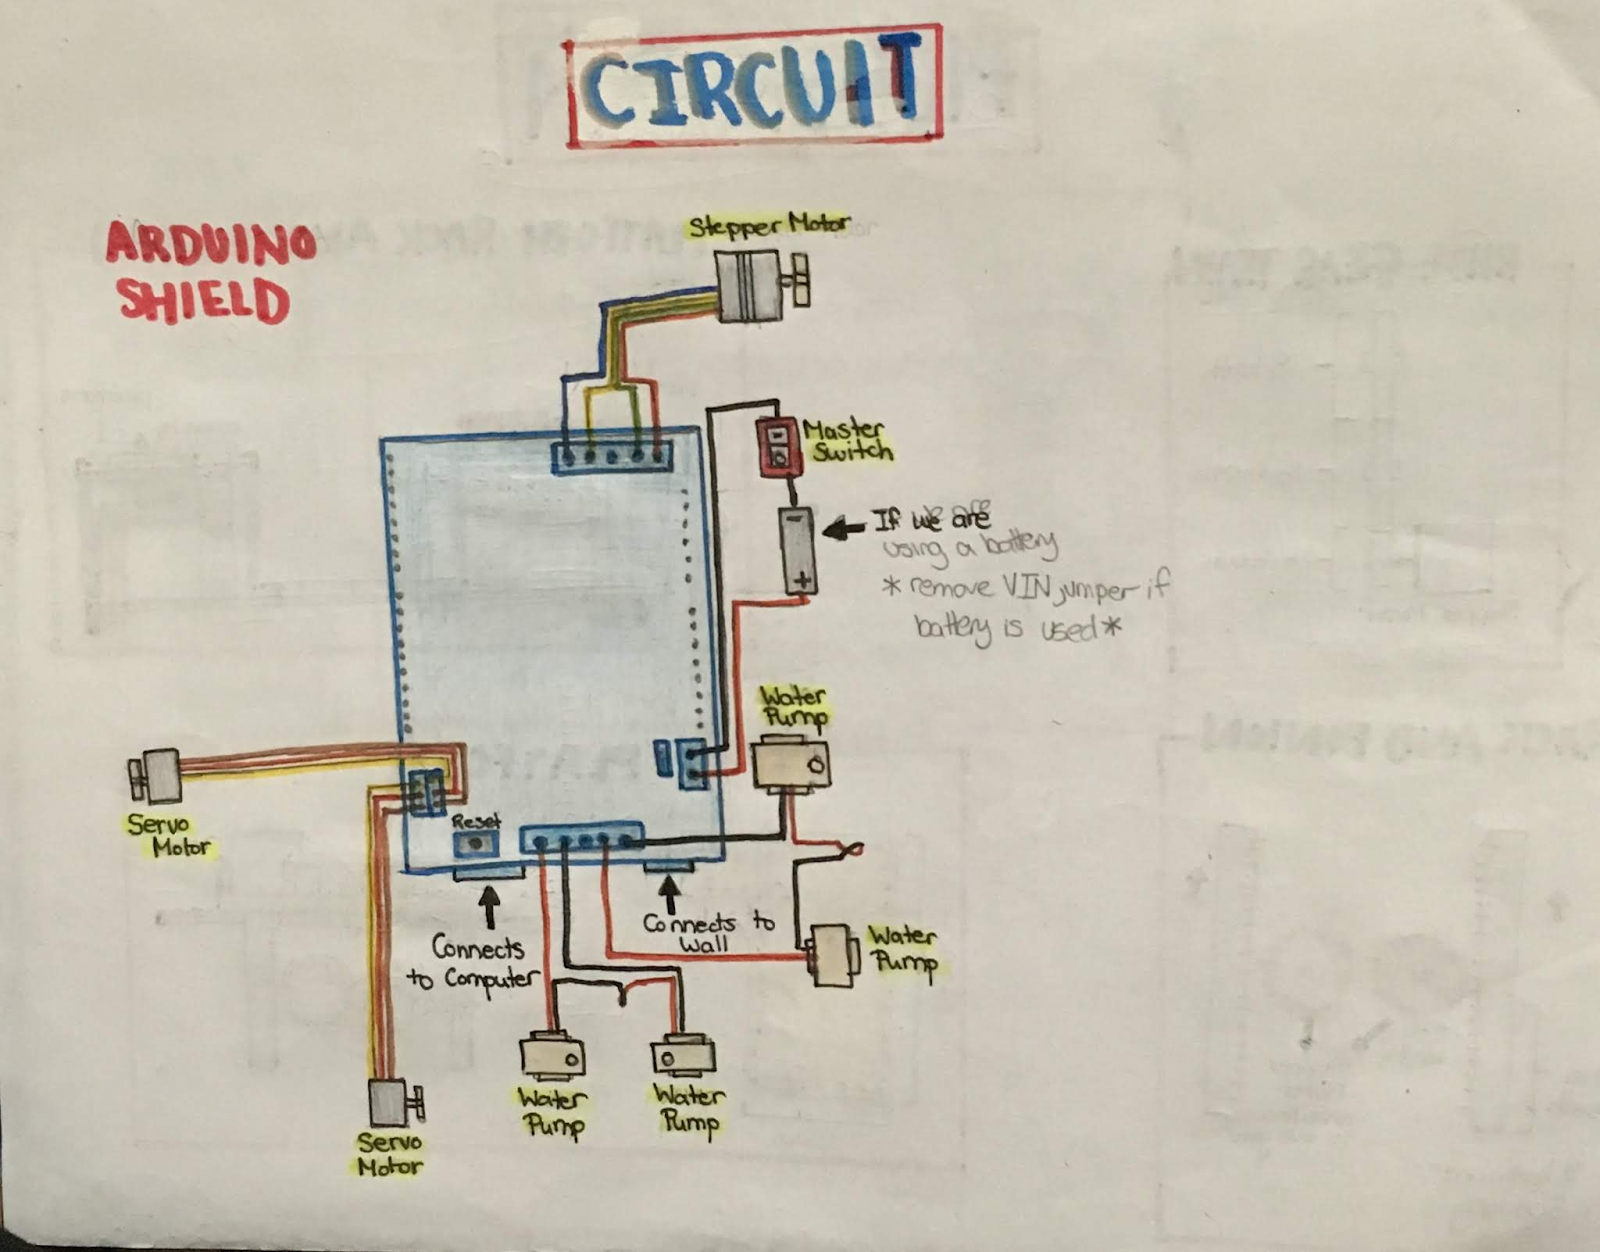 CIRCUIT
ARDUINO
SHIELD
Stepper Motor
Master
Switch
If we are
using a battery
* remove VIN jumper if
battery is used *
Water
Pump
Servo
Motor
Reset
Connects
to Computer
Connects to
Wall
Water
Pump
Water
Pump
Water
Pump
Servo
Motor